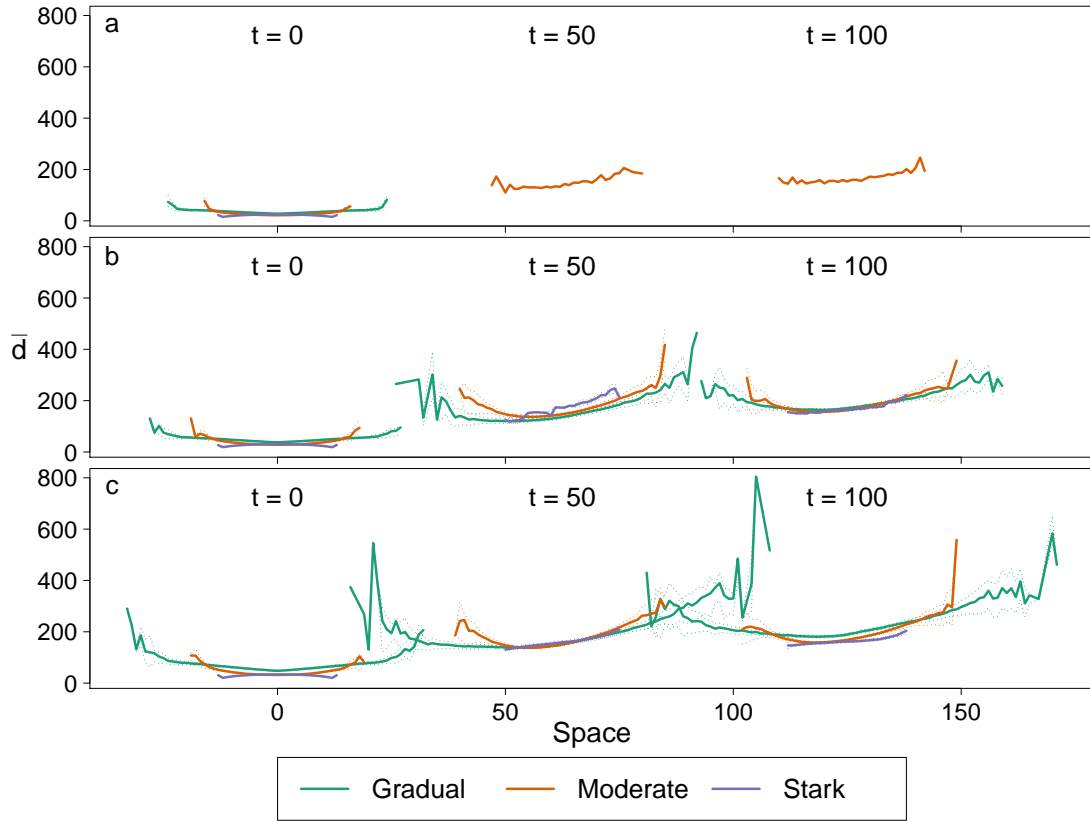 800
a
t = 0
t = 50
t = 100
600
400
200
0
800
b
t = 0
t = 50
t = 100
600
400
200
0
d̅
800
c
t = 0
t = 50
t = 100
600
400
200
0
0
50
100
150
Space
Gradual
Moderate
Stark